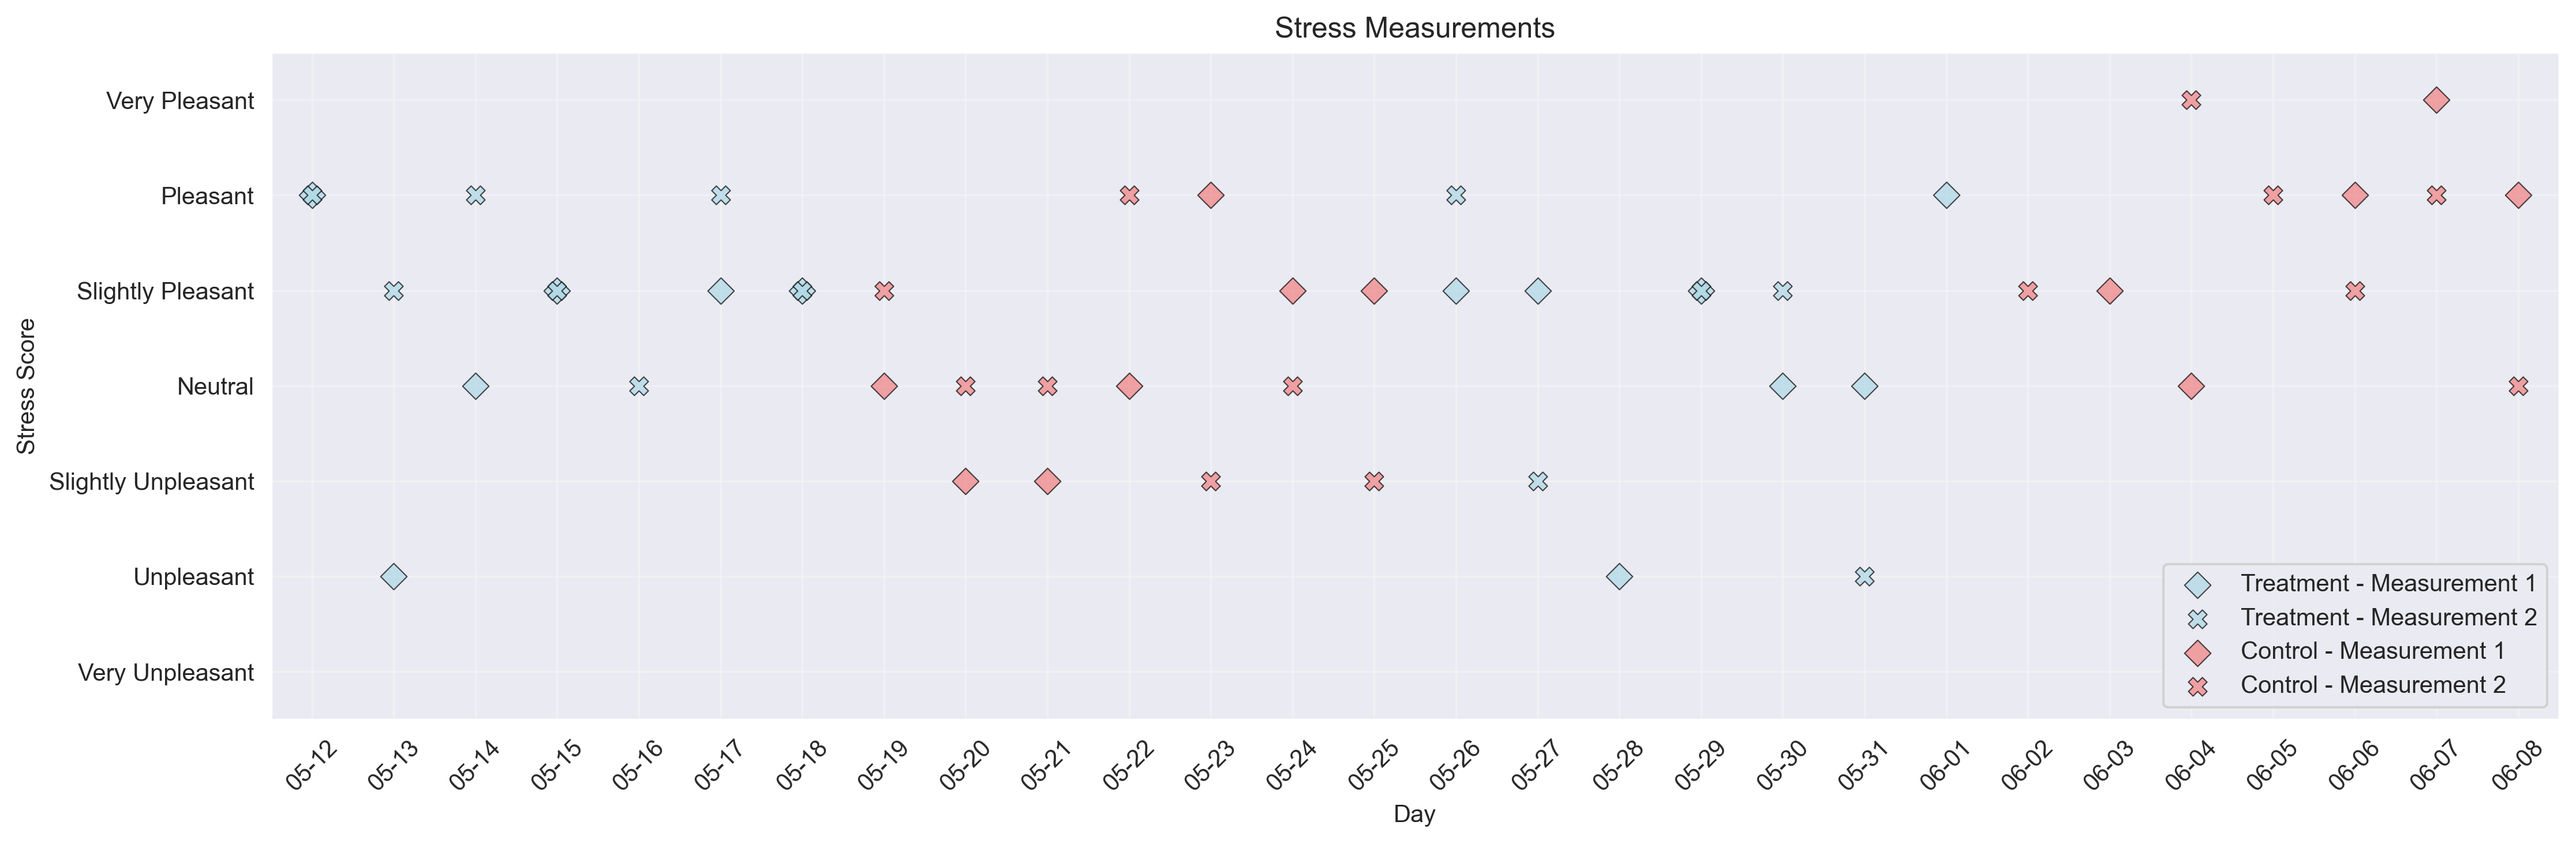 Stress Measurements
Very Pleasant
Pleasant
Slightly Pleasant
Neutral
Slightly Unpleasant
Unpleasant
Very Unpleasant
Stress Score
Treatment - Measurement 1
Treatment - Measurement 2
Control - Measurement 1
Control - Measurement 2
05-12
05-13
05-14
05-15
05-16
05-17
05-18
05-19
05-20
05-21
05-22
05-23
05-24
05-25
05-26
05-27
05-28
05-29
05-30
05-31
06-01
06-02
06-03
06-04
06-05
06-06
06-07
06-08
Day